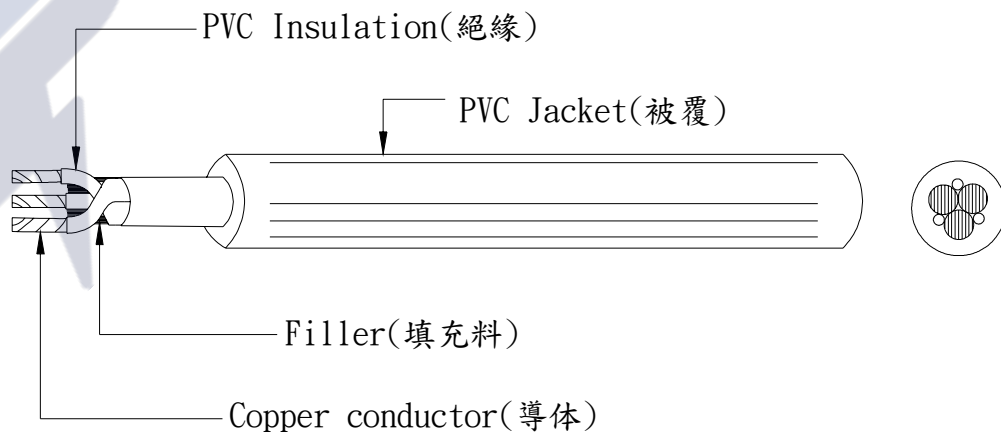 PVC Insulation(絕緣)
PVC Jacket(被覆)
Filler(填充料)
Copper conductor(導体)